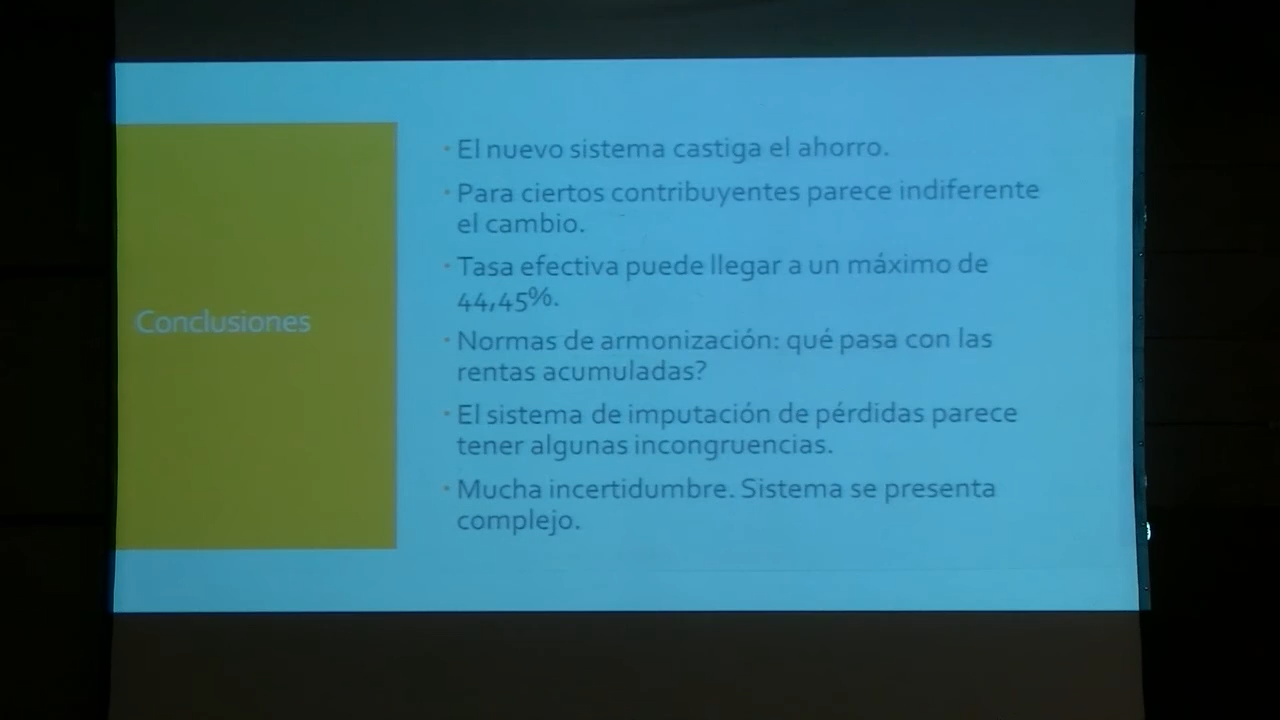 Conclusiones
· El nuevo sistema castiga el ahorro.
· Para ciertos contribuyentes parece indiferente
el cambio.
· Tasa efectiva puede llegar a un máximo de
44,45%.
· Normas de armonización: qué pasa con las
rentas acumuladas?
· El sistema de imputación de pérdidas parece
tener algunas incongruencias.
· Mucha incertidumbre. Sistema se presenta
complejo.